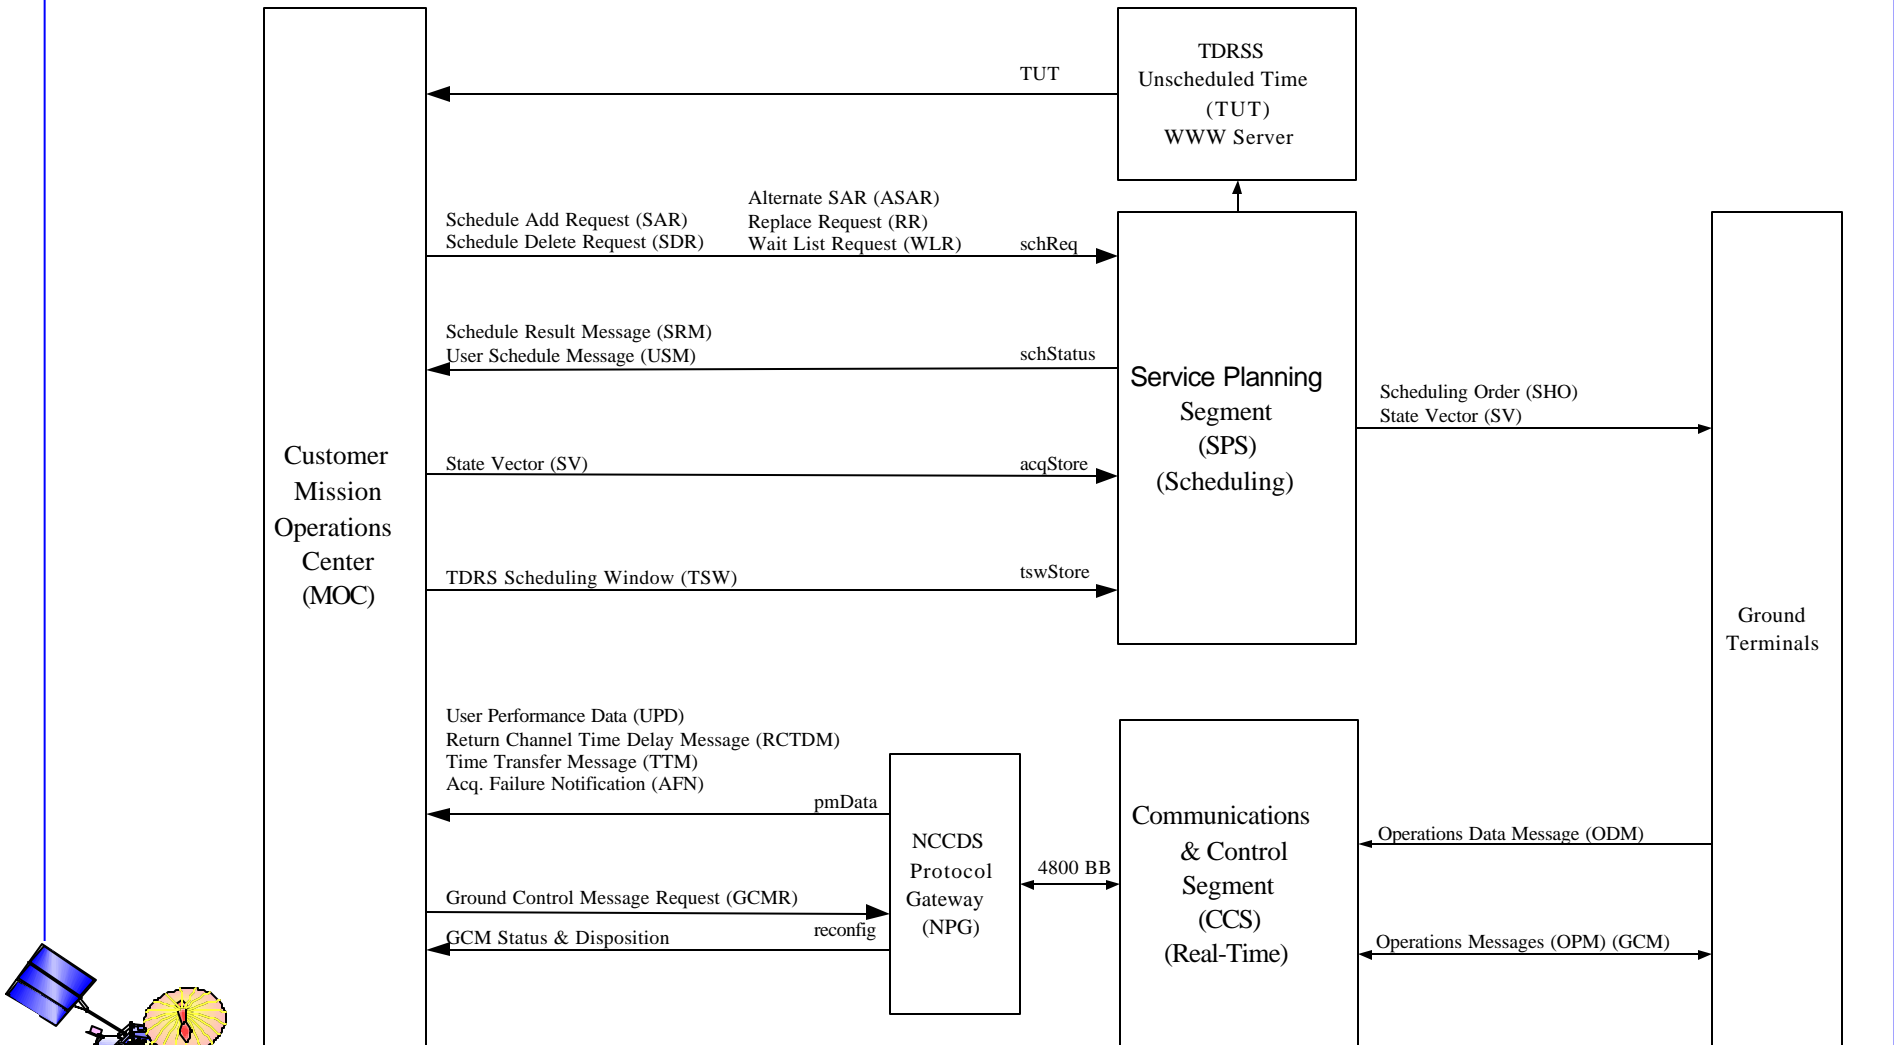 TDRSS
Unscheduled Time
(TUT)
WWW Server
TUT
Schedule Add Request (SAR)
Schedule Delete Request (SDR)
Alternate SAR (ASAR)
Replace Request (RR)
Wait List Request (WLR)
schReq
Schedule Result Message (SRM)
User Schedule Message (USM)
schStatus
Service Planning
Segment
(SPS)
(Scheduling)
Scheduling Order (SHO)
State Vector (SV)
Customer
Mission
Operations
Center
(MOC)
State Vector (SV)
acqStore
TDRS Scheduling Window (TSW)
tswStore
Ground
Terminals
User Performance Data (UPD)
Return Channel Time Delay Message (RCTDM)
Time Transfer Message (TTM)
Acq. Failure Notification (AFN)
pmData
NCCDS
Protocol
Gateway
(NPG)
4800 BB
Communications
& Control
Segment
(CCS)
(Real-Time)
Operations Data Message (ODM)
Ground Control Message Request (GCMR)
reconfig
GCM Status & Disposition
Operations Messages (OPM) (GCM)